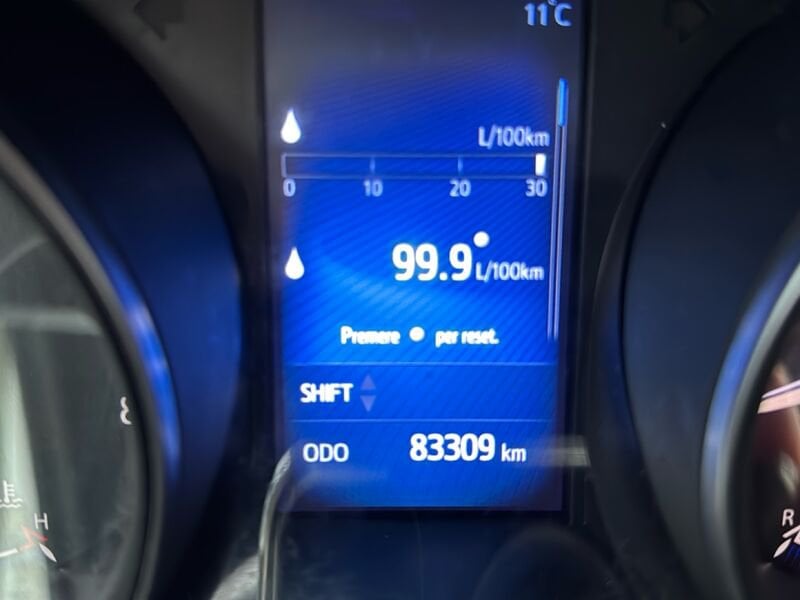 11°C
L/100km
0 10 20 30
99.9 L/100km
Premere per reset.
SHIFT
ODO 83309 km
H
R